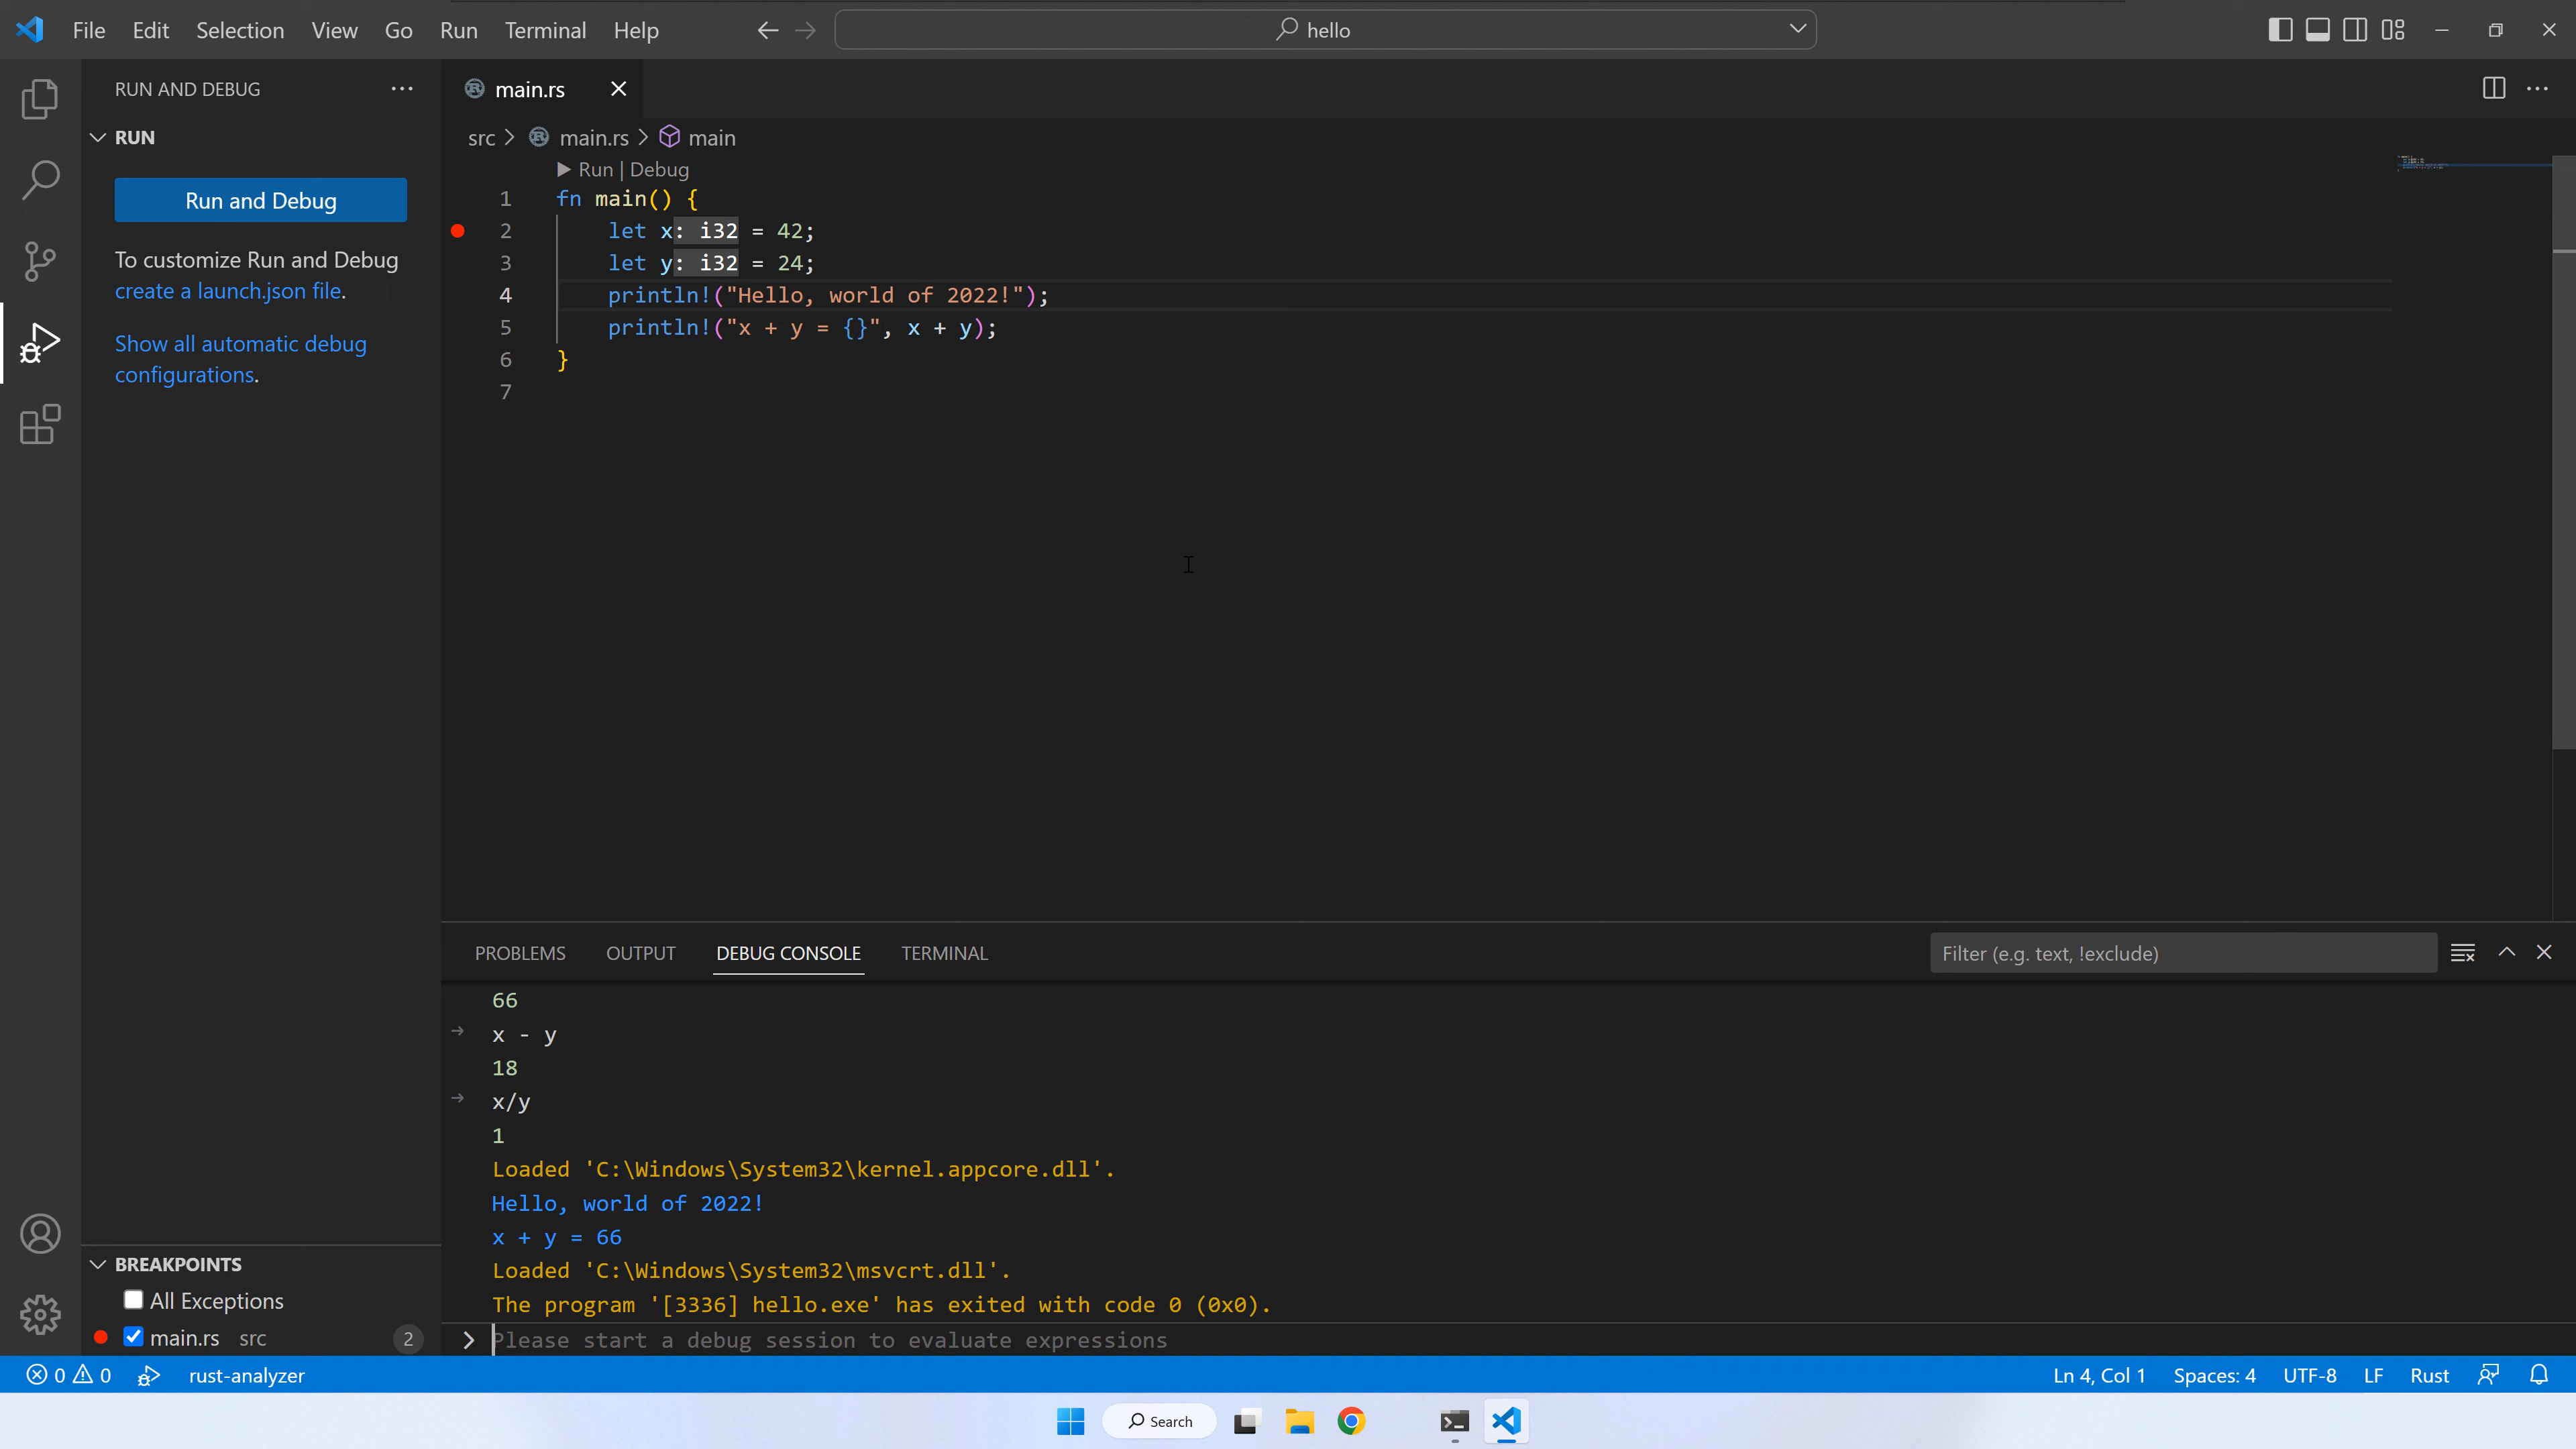 File Edit Selection View Go Run Terminal Help
hello
RUN AND DEBUG
RUN
Run and Debug
To customize Run and Debug
create a launch.json file.
Show all automatic debug
configurations.
main.rs
src > main.rs > main
Run | Debug
1 fn main() {
2 let x: i32 = 42;
3 let y: i32 = 24;
4 println!("Hello, world of 2022!");
5 println!("x + y = {}", x + y);
6 }
7
PROBLEMS OUTPUT DEBUG CONSOLE TERMINAL
Filter (e.g. text, !exclude)
66
x - y
18
x/y
1
Loaded 'C:\Windows\System32\kernel.appcore.dll'.
Hello, world of 2022!
x + y = 66
Loaded 'C:\Windows\System32\msvcrt.dll'.
The program '[3336] hello.exe' has exited with code 0 (0x0).
Please start a debug session to evaluate expressions
BREAKPOINTS
All Exceptions
main.rs src 2
0 0 rust-analyzer
Ln 4, Col 1 Spaces: 4 UTF-8 LF Rust
Search